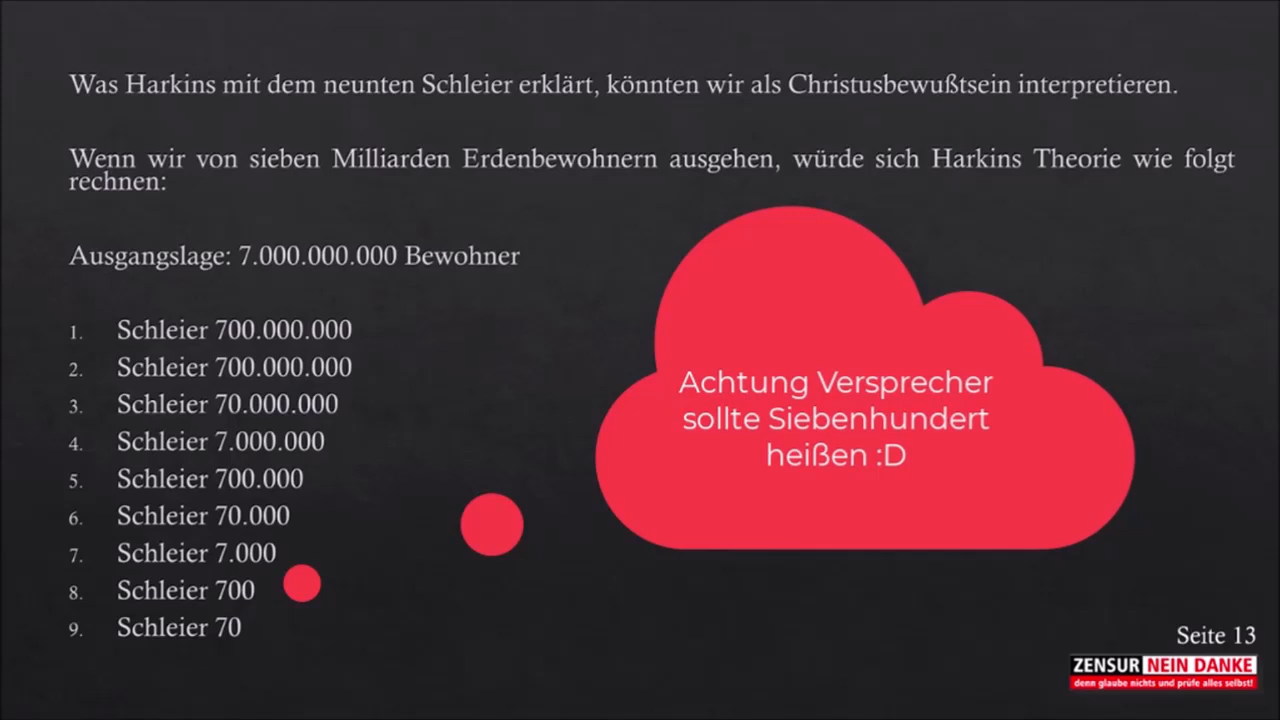 Was Harkins mit dem neunten Schleier erklärt, könnten wir als Christusbewußtsein interpretieren.
Wenn wir von sieben Milliarden Erdenbewohnern ausgehen, würde sich Harkins Theorie wie folgt
rechnen:
Ausgangslage: 7.000.000.000 Bewohner
1. Schleier 700.000.000
2. Schleier 700.000.000
3. Schleier 70.000.000
4. Schleier 7.000.000
5. Schleier 700.000
6. Schleier 70.000
7. Schleier 7.000
8. Schleier 700
9. Schleier 70
Achtung Versprecher
sollte Siebenhundert
heißen :D
Seite 13
ZENSUR NEIN DANKE
denn glaube nichts und prüfe alles selbst!